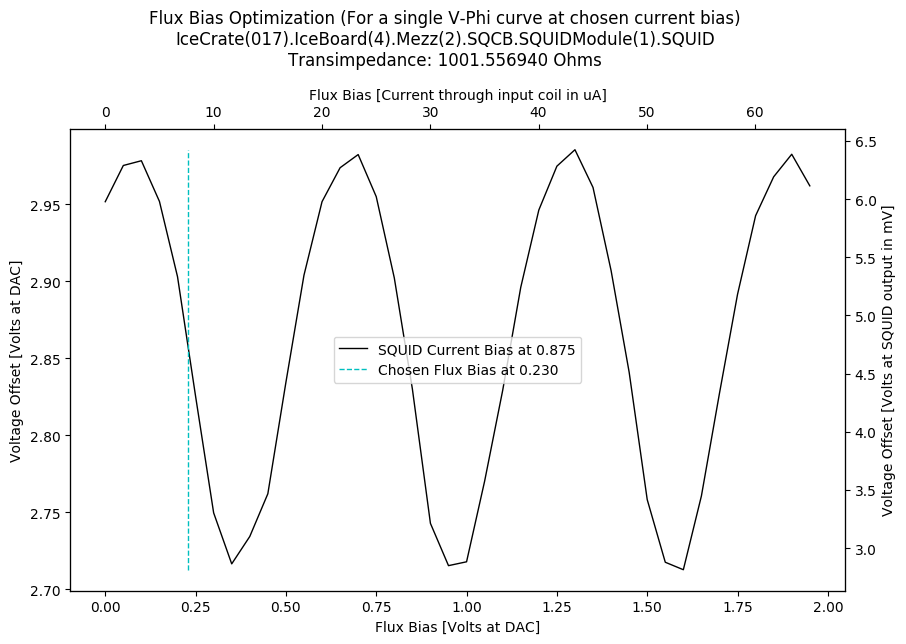 Flux Bias Optimization (For a single V-Phi curve at chosen current bias)
IceCrate(017).IceBoard(4).Mezz(2).SQCB.SQUIDModule(1).SQUID
Transimpedance: 1001.556940 Ohms
Flux Bias [Current through input coil in uA]
0 10 20 30 40 50 60
Voltage Offset [Volts at DAC]
2.95
2.90
2.85
2.80
2.75
2.70
SQUID Current Bias at 0.875
Chosen Flux Bias at 0.230
6.5
6.0
5.5
5.0
4.5
4.0
3.5
3.0
Voltage Offset [Volts at SQUID output in mV]
0.00 0.25 0.50 0.75 1.00 1.25 1.50 1.75 2.00
Flux Bias [Volts at DAC]